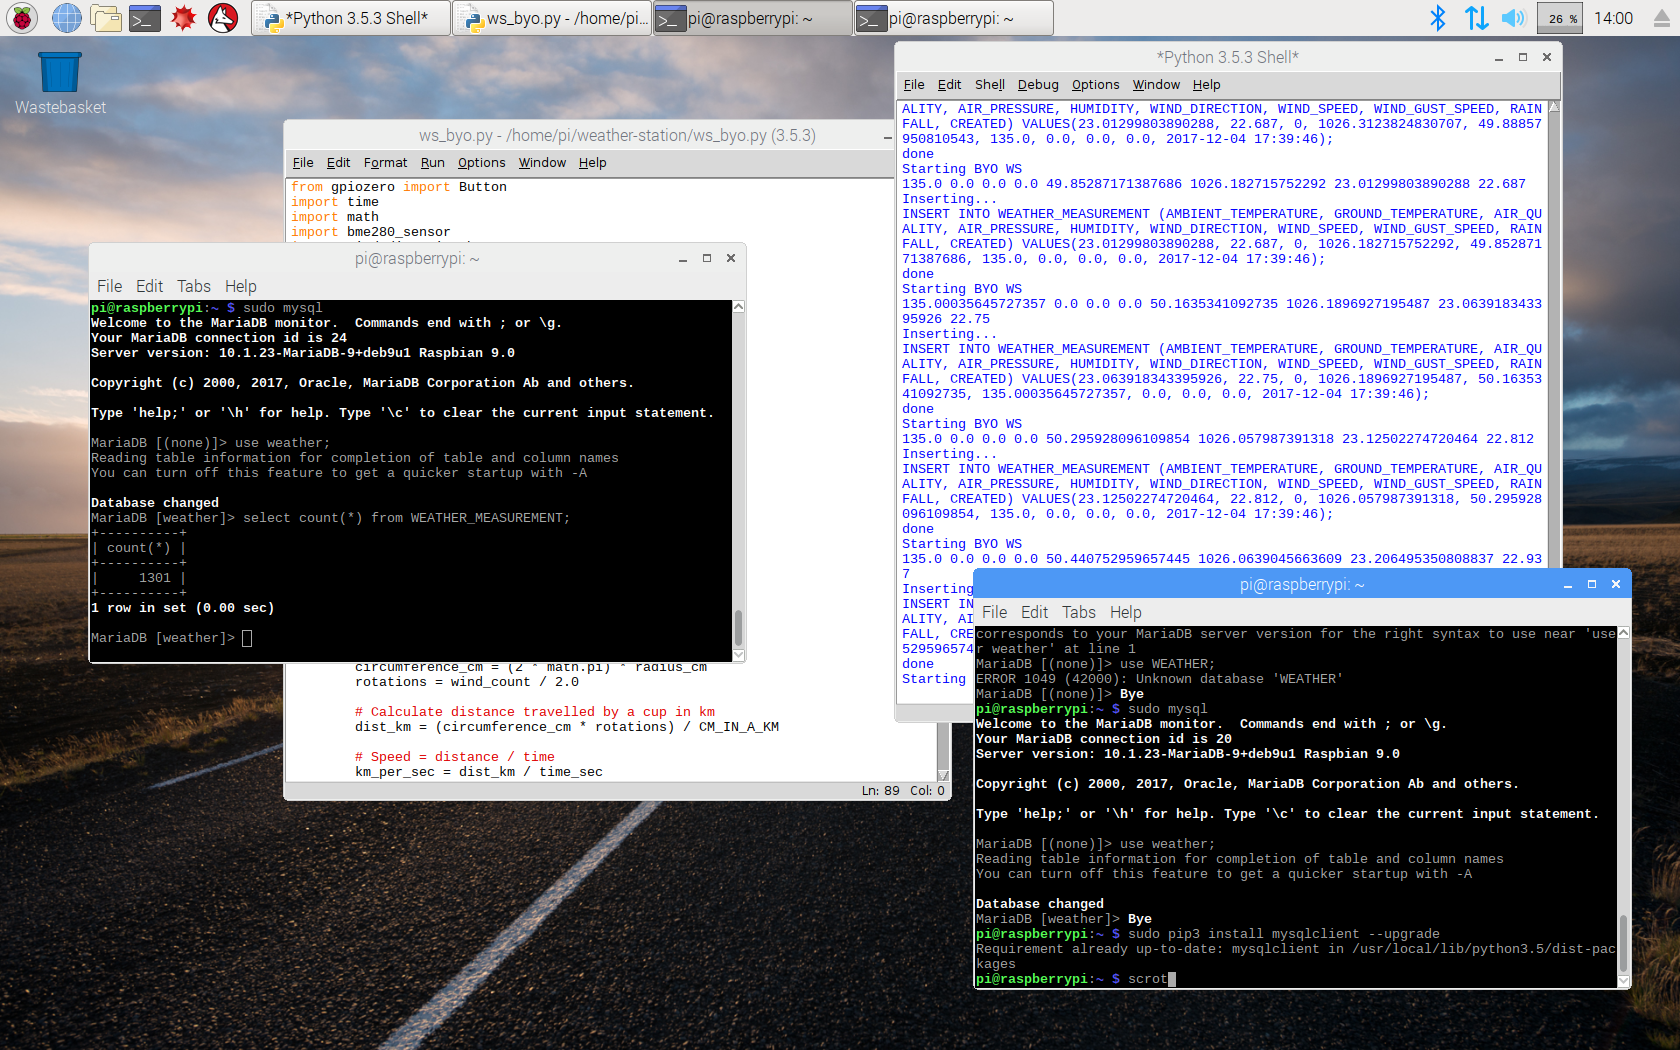 *Python 3.5.3 Shell*
ws_byo.py - /home/pi...
pi@raspberrypi: ~
pi@raspberrypi: ~
26 %
14:00
Wastebasket
ws_byo.py - /home/pi/weather-station/ws_byo.py (3.5.3)
File Edit Format Run Options Window Help
from gpiozero import Button
import time
import math
import bme280_sensor
pi@raspberrypi: ~
File Edit Tabs Help
pi@raspberrypi:~ $ sudo mysql
Welcome to the MariaDB monitor.  Commands end with ; or \g.
Your MariaDB connection id is 24
Server version: 10.1.23-MariaDB-9+deb9u1 Raspbian 9.0
Copyright (c) 2000, 2017, Oracle, MariaDB Corporation Ab and others.
Type 'help;' or '\h' for help. Type '\c' to clear the current input statement.
MariaDB [(none)]> use weather;
Reading table information for completion of table and column names
You can turn off this feature to get a quicker startup with -A
Database changed
MariaDB [weather]> select count(*) from WEATHER_MEASUREMENT;
+----------+
| count(*) |
+----------+
|     1301 |
+----------+
1 row in set (0.00 sec)
MariaDB [weather]>
circumference_cm = (2 * math.pi) * radius_cm
rotations = wind_count / 2.0
# Calculate distance travelled by a cup in km
dist_km = (circumference_cm * rotations) / CM_IN_A_KM
# Speed = distance / time
km_per_sec = dist_km / time_sec
Ln: 89 Col: 0
*Python 3.5.3 Shell*
File Edit Shell Debug Options Window Help
ALITY, AIR_PRESSURE, HUMIDITY, WIND_DIRECTION, WIND_SPEED, WIND_GUST_SPEED, RAIN
FALL, CREATED) VALUES(23.01299803890288, 22.687, 0, 1026.3123824830707, 49.88857
950810543, 135.0, 0.0, 0.0, 0.0, 2017-12-04 17:39:46);
done
Starting BYO WS
135.0 0.0 0.0 0.0 49.85287171387686 1026.182715752292 23.01299803890288 22.687
Inserting...
INSERT INTO WEATHER_MEASUREMENT (AMBIENT_TEMPERATURE, GROUND_TEMPERATURE, AIR_QU
ALITY, AIR_PRESSURE, HUMIDITY, WIND_DIRECTION, WIND_SPEED, WIND_GUST_SPEED, RAIN
FALL, CREATED) VALUES(23.01299803890288, 22.687, 0, 1026.182715752292, 49.852871
71387686, 135.0, 0.0, 0.0, 0.0, 2017-12-04 17:39:46);
done
Starting BYO WS
135.00035645727357 0.0 0.0 0.0 50.1635341092735 1026.1896927195487 23.0639183433
95926 22.75
Inserting...
INSERT INTO WEATHER_MEASUREMENT (AMBIENT_TEMPERATURE, GROUND_TEMPERATURE, AIR_QU
ALITY, AIR_PRESSURE, HUMIDITY, WIND_DIRECTION, WIND_SPEED, WIND_GUST_SPEED, RAIN
FALL, CREATED) VALUES(23.063918343395926, 22.75, 0, 1026.1896927195487, 50.16353
41092735, 135.00035645727357, 0.0, 0.0, 0.0, 2017-12-04 17:39:46);
done
Starting BYO WS
135.0 0.0 0.0 0.0 50.295928096109854 1026.057987391318 23.12502274720464 22.812
Inserting...
INSERT INTO WEATHER_MEASUREMENT (AMBIENT_TEMPERATURE, GROUND_TEMPERATURE, AIR_QU
ALITY, AIR_PRESSURE, HUMIDITY, WIND_DIRECTION, WIND_SPEED, WIND_GUST_SPEED, RAIN
FALL, CREATED) VALUES(23.12502274720464, 22.812, 0, 1026.057987391318, 50.295928
096109854, 135.0, 0.0, 0.0, 0.0, 2017-12-04 17:39:46);
done
Starting BYO WS
135.0 0.0 0.0 0.0 50.440752959657445 1026.0639045663609 23.206495350808837 22.93
7
Inserting
INSERT IN
ALITY, AI
FALL, CRE
529596574
done
Starting
pi@raspberrypi: ~
File Edit Tabs Help
corresponds to your MariaDB server version for the right syntax to use near 'use
r weather' at line 1
MariaDB [(none)]> use WEATHER;
ERROR 1049 (42000): Unknown database 'WEATHER'
MariaDB [(none)]> Bye
pi@raspberrypi:~ $ sudo mysql
Welcome to the MariaDB monitor.  Commands end with ; or \g.
Your MariaDB connection id is 20
Server version: 10.1.23-MariaDB-9+deb9u1 Raspbian 9.0
Copyright (c) 2000, 2017, Oracle, MariaDB Corporation Ab and others.
Type 'help;' or '\h' for help. Type '\c' to clear the current input statement.
MariaDB [(none)]> use weather;
Reading table information for completion of table and column names
You can turn off this feature to get a quicker startup with -A
Database changed
MariaDB [weather]> Bye
pi@raspberrypi:~ $ sudo pip3 install mysqlclient --upgrade
Requirement already up-to-date: mysqlclient in /usr/local/lib/python3.5/dist-pac
kages
pi@raspberrypi:~ $ scrot